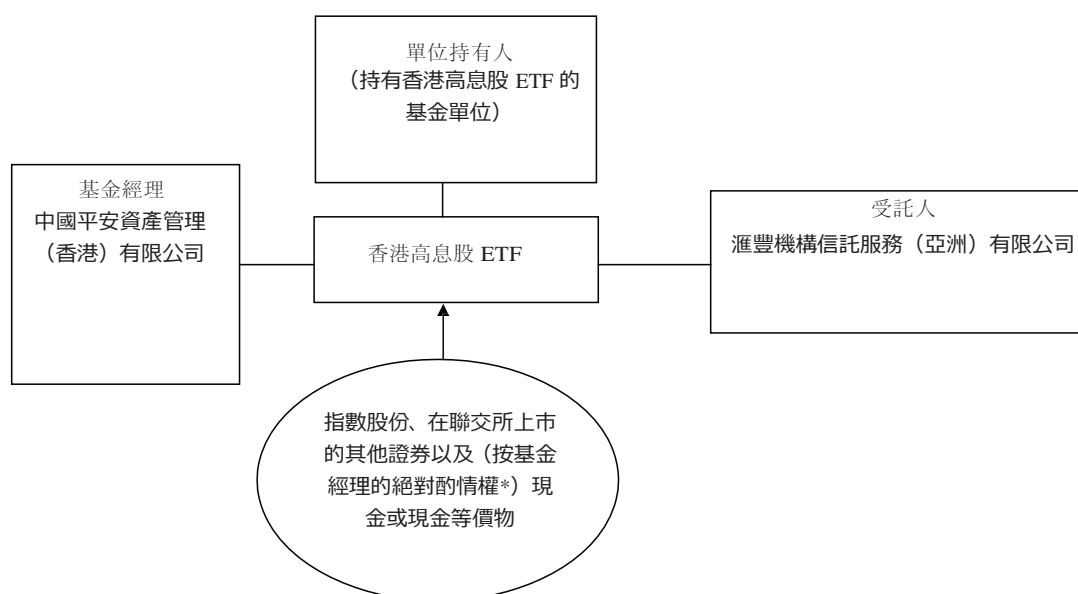 單位持有人
（持有香港高息股 ETF 的
基金單位）
基金經理
中國平安資產管理
（香港）有限公司
香港高息股 ETF
受託人
滙豐機構信託服務（亞洲）有限公司
指數股份、在聯交所上市
的其他證券以及（按基金
經理的絕對酌情權*）現
金或現金等價物